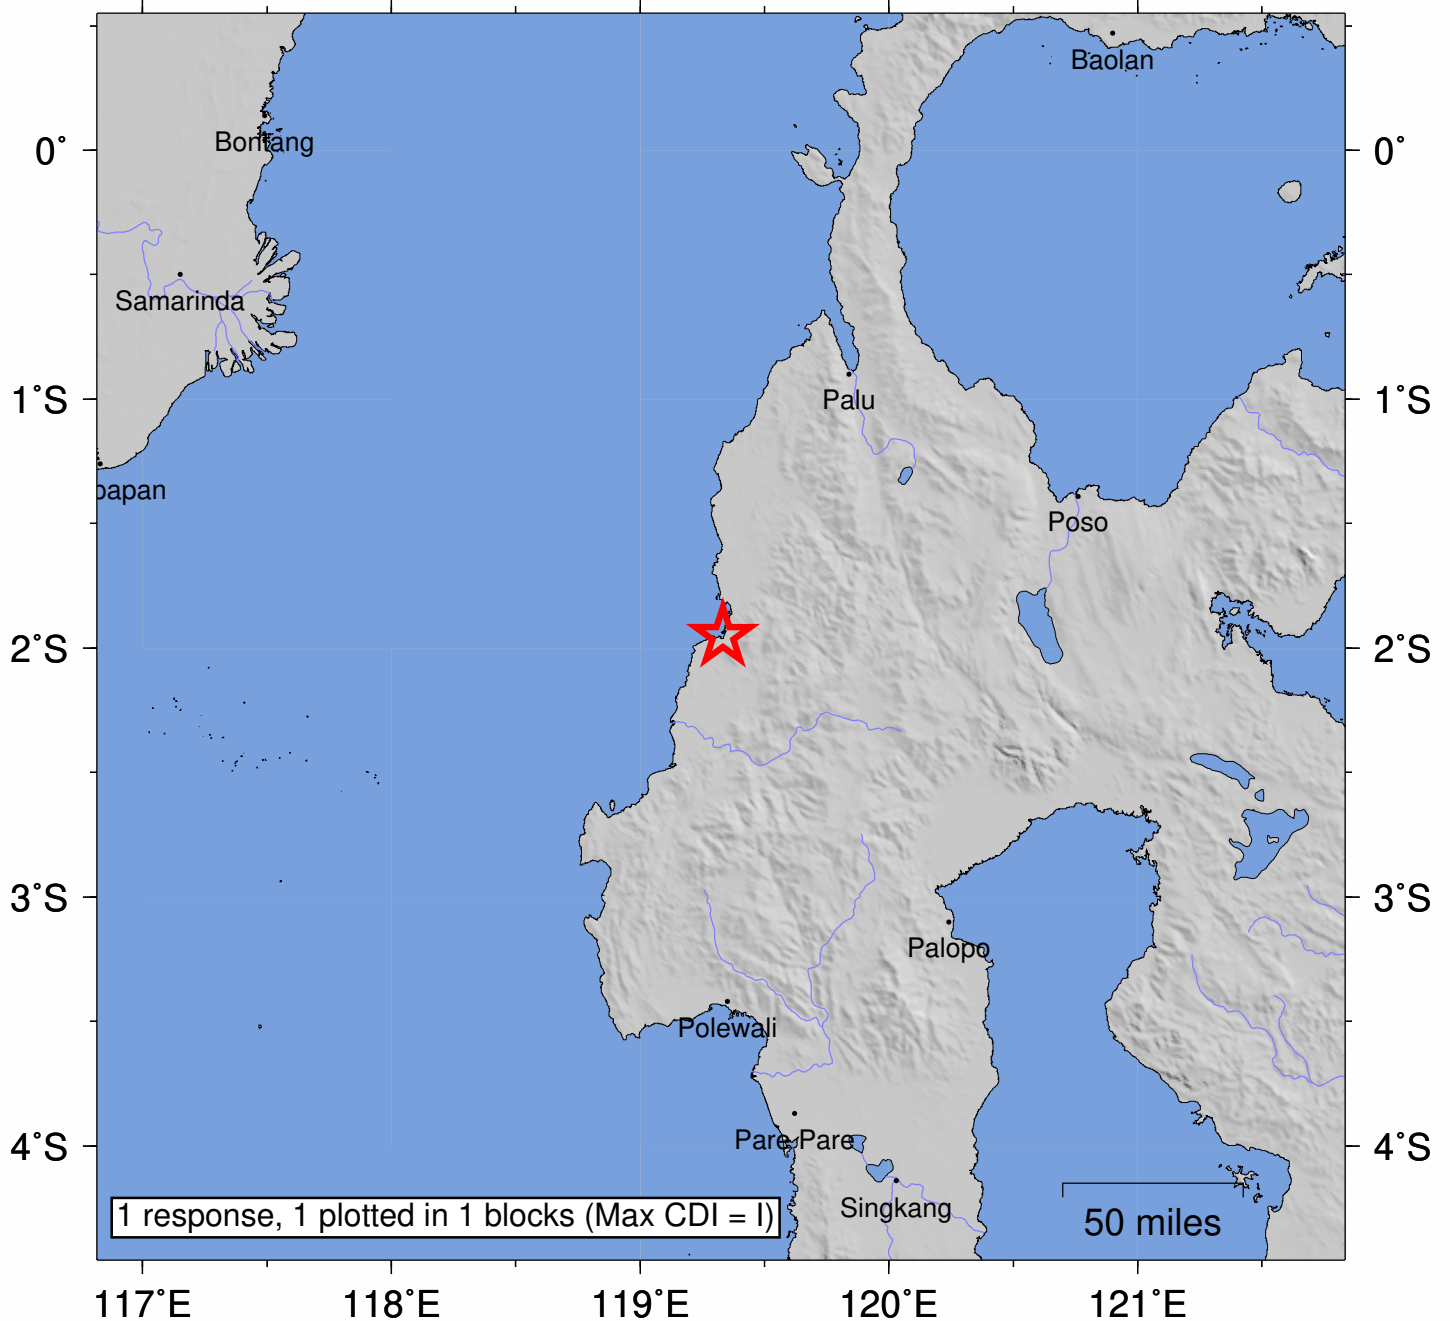 Baolan
Bontang
0°
0°
Samarinda
1°S
Palu
1°S
papan
Poso
2°S
2°S
3°S
3°S
Palopo
Polewali
Pare-Pare
4°S
4°S
1 response, 1 plotted in 1 blocks (Max CDI = I)
Singkang
50 miles
117°E
118°E
119°E
120°E
121°E